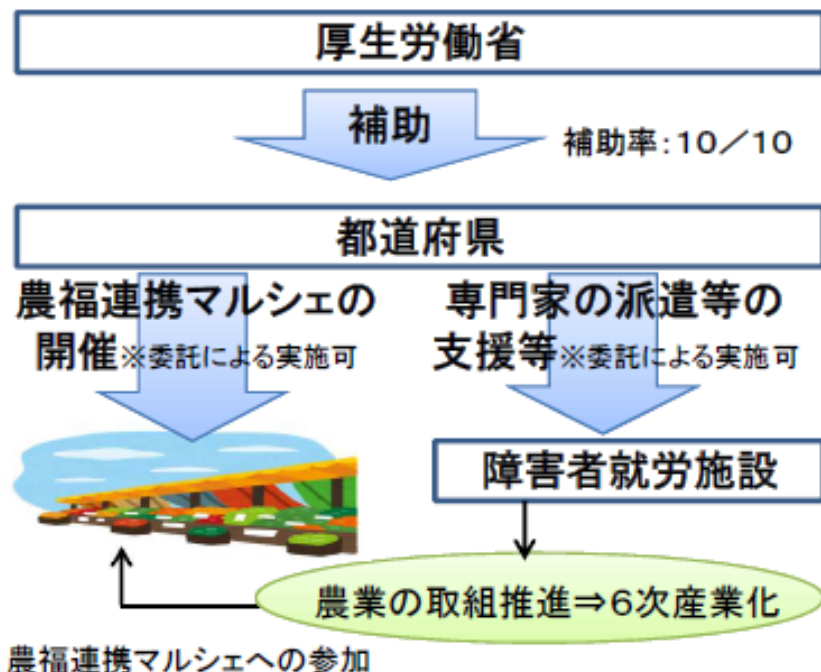 厚生労働省
補助
補助率:10/10
都道府県
農福連携マルシェの
開催※委託による実施可
専門家の派遣等の
支援等※委託による実施可
障害者就労施設
農業の取組推進⇒6次産業化
農福連携マルシェへの参加